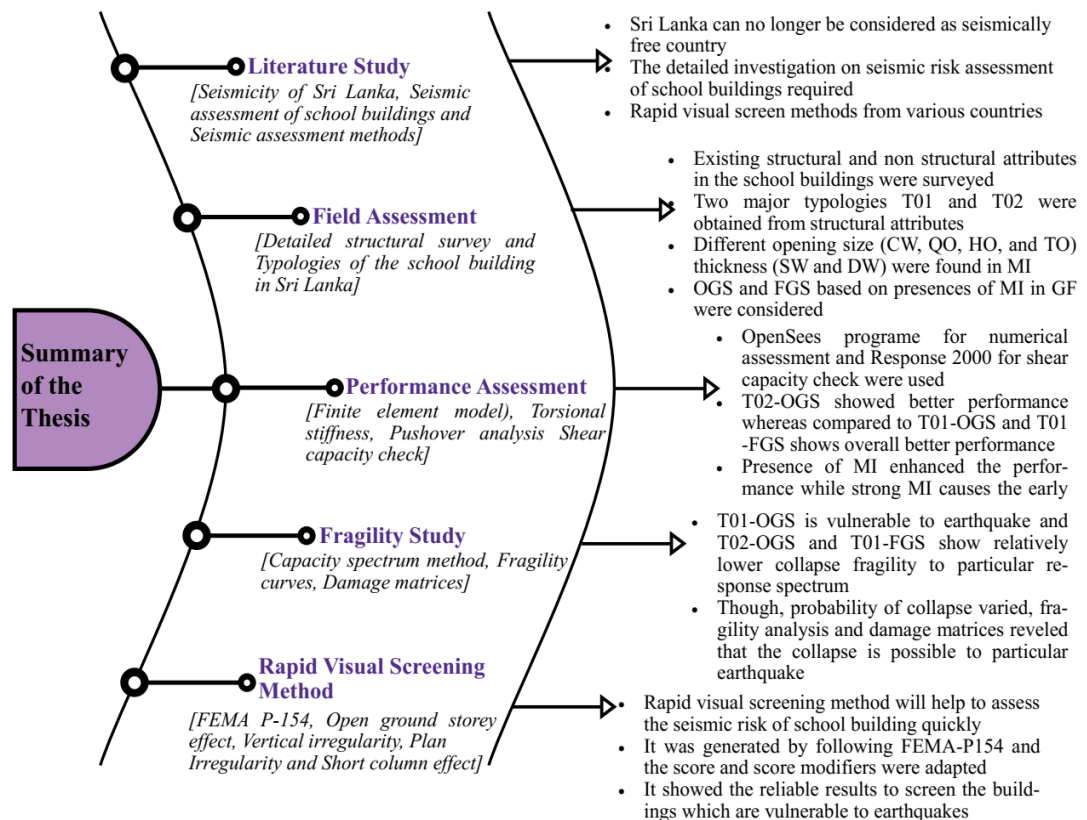 Summary
of the
Thesis
Literature Study
[Seismicity of Sri Lanka, Seismic
assessment of school buildings and
Seismic assessment methods]
• Sri Lanka can no longer be considered as seismically
free country
• The detailed investigation on seismic risk assessment
of school buildings required
• Rapid visual screen methods from various countries
Field Assessment
[Detailed structural survey and
Typologies of the school building
in Sri Lanka]
• Existing structural and non structural attributes
in the school buildings were surveyed
• Two major typologies T01 and T02 were
obtained from structural attributes
• Different opening size (CW, QO, HO, and TO)
thickness (SW and DW) were found in MI
• OGS and FGS based on presences of MI in GF
were considered
Performance Assessment
[Finite element model), Torsional
stiffness, Pushover analysis Shear
capacity check]
• OpenSees programe for numerical
assessment and Response 2000 for shear
capacity check were used
• T02-OGS showed better performance
whereas compared to T01-OGS and T01
-FGS shows overall better performance
• Presence of MI enhanced the perfor-
mance while strong MI causes the early
Fragility Study
[Capacity spectrum method, Fragility
curves, Damage matrices]
• T01-OGS is vulnerable to earthquake and
T02-OGS and T01-FGS show relatively
lower collapse fragility to particular re-
sponse spectrum
• Though, probability of collapse varied, fra-
gility analysis and damage matrices reveled
that the collapse is possible to particular
earthquake
Rapid Visual Screening
Method
[FEMA P-154, Open ground storey
effect, Vertical irregularity, Plan
Irregularity and Short column effect]
• Rapid visual screening method will help to assess
the seismic risk of school building quickly
• It was generated by following FEMA-P154 and
the score and score modifiers were adapted
• It showed the reliable results to screen the build-
ings which are vulnerable to earthquakes